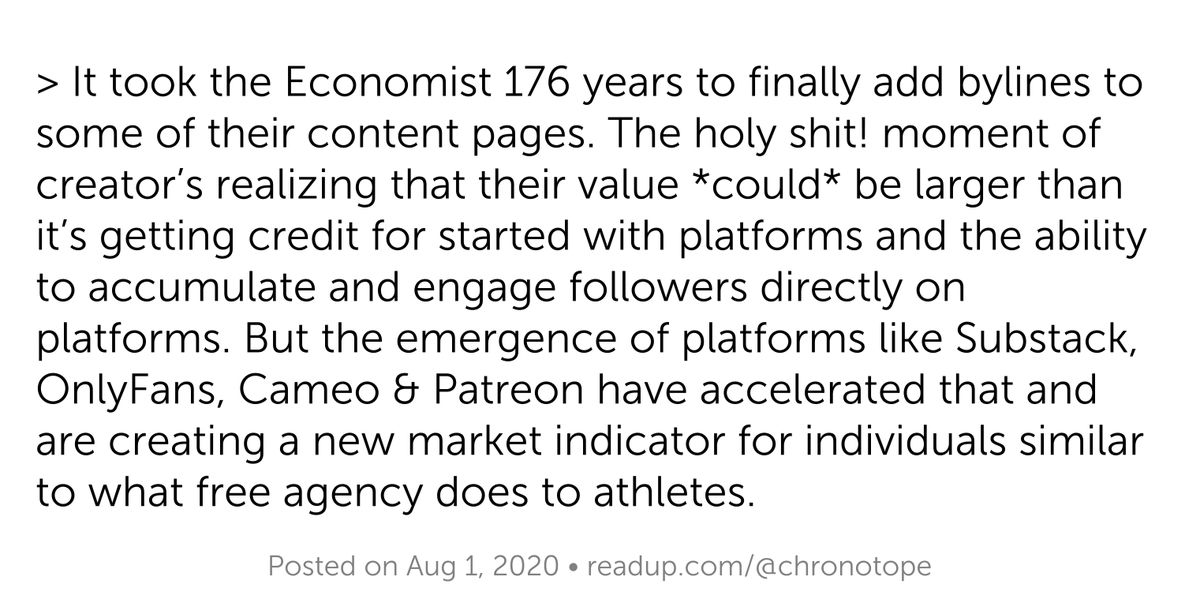 > It took the Economist 176 years to finally add bylines to
some of their content pages. The holy shit! moment of
creator’s realizing that their value *could* be larger than
it’s getting credit for started with platforms and the ability
to accumulate and engage followers directly on
platforms. But the emergence of platforms like Substack,
OnlyFans, Cameo & Patreon have accelerated that and
are creating a new market indicator for individuals similar
to what free agency does to athletes.
Posted on Aug 1, 2020 • readup.com/@chronotope